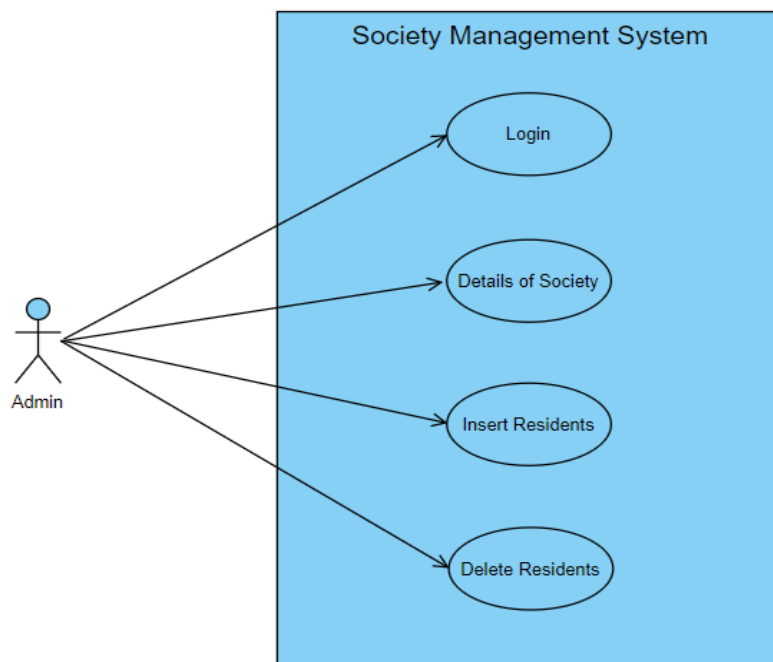 Society Management System
Login
Details of Society
Admin
Insert Residents
Delete Residents